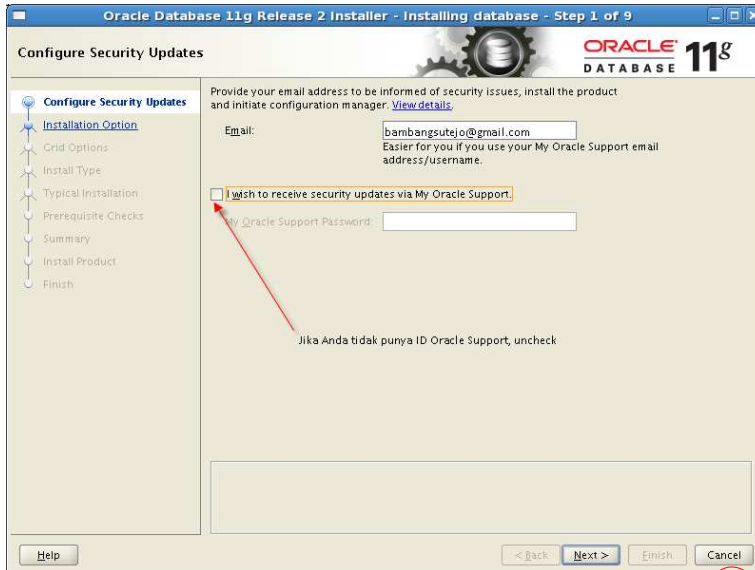 Oracle Database 11g Release 2 Installer - Installing database - Step 1 of 9
Configure Security Updates
ORACLE
DATABASE
11g
Configure Security Updates
Installation Option
Grid Options
Install Type
Typical Installation
Prerequisite Checks
Summary
Install Product
Finish
Provide your email address to be informed of security issues, install the product
and initiate configuration manager. View details.
Email:
bambangsutejo@gmail.com
Easier for you if you use your My Oracle Support email
address/username.
I wish to receive security updates via My Oracle Support.
My Oracle Support Password:
Jika Anda tidak punya ID Oracle Support, uncheck
Help
< Back
Next >
Finish
Cancel